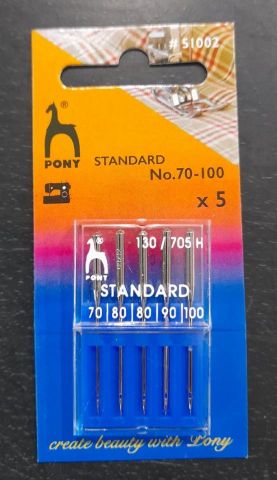 # 51002
PONY
STANDARD
No.70-100
x 5
130 / 705 H
PONY
STANDARD
70 80 80 90 100
create beauty with Pony